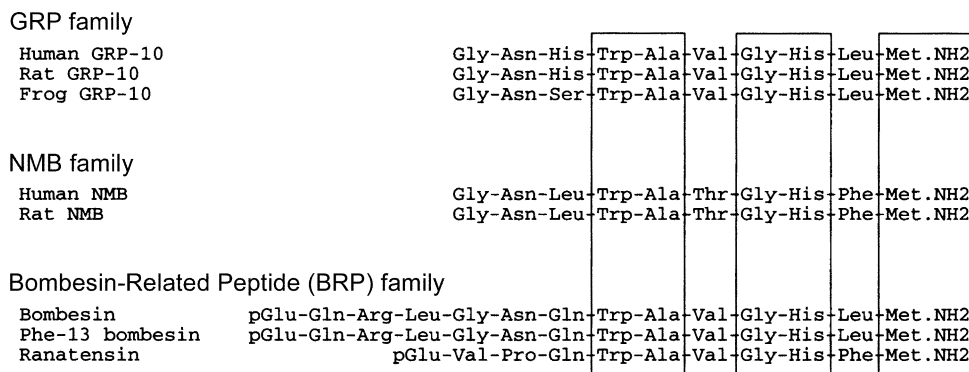 GRP family
Human GRP-10 Gly-Asn-His-Trp-Ala-Val-Gly-His-Leu-Met.NH2
Rat GRP-10 Gly-Asn-His-Trp-Ala-Val-Gly-His-Leu-Met.NH2
Frog GRP-10 Gly-Asn-Ser-Trp-Ala-Val-Gly-His-Leu-Met.NH2
NMB family
Human NMB Gly-Asn-Leu-Trp-Ala-Thr-Gly-His-Phe-Met.NH2
Rat NMB Gly-Asn-Leu-Trp-Ala-Thr-Gly-His-Phe-Met.NH2
Bombesin-Related Peptide (BRP) family
Bombesin pGlu-Gln-Arg-Leu-Gly-Asn-Gln-Trp-Ala-Val-Gly-His-Leu-Met.NH2
Phe-13 bombesin pGlu-Gln-Arg-Leu-Gly-Asn-Gln-Trp-Ala-Val-Gly-His-Leu-Met.NH2
Ranatensin pGlu-Val-Pro-Gln-Trp-Ala-Val-Gly-His-Phe-Met.NH2